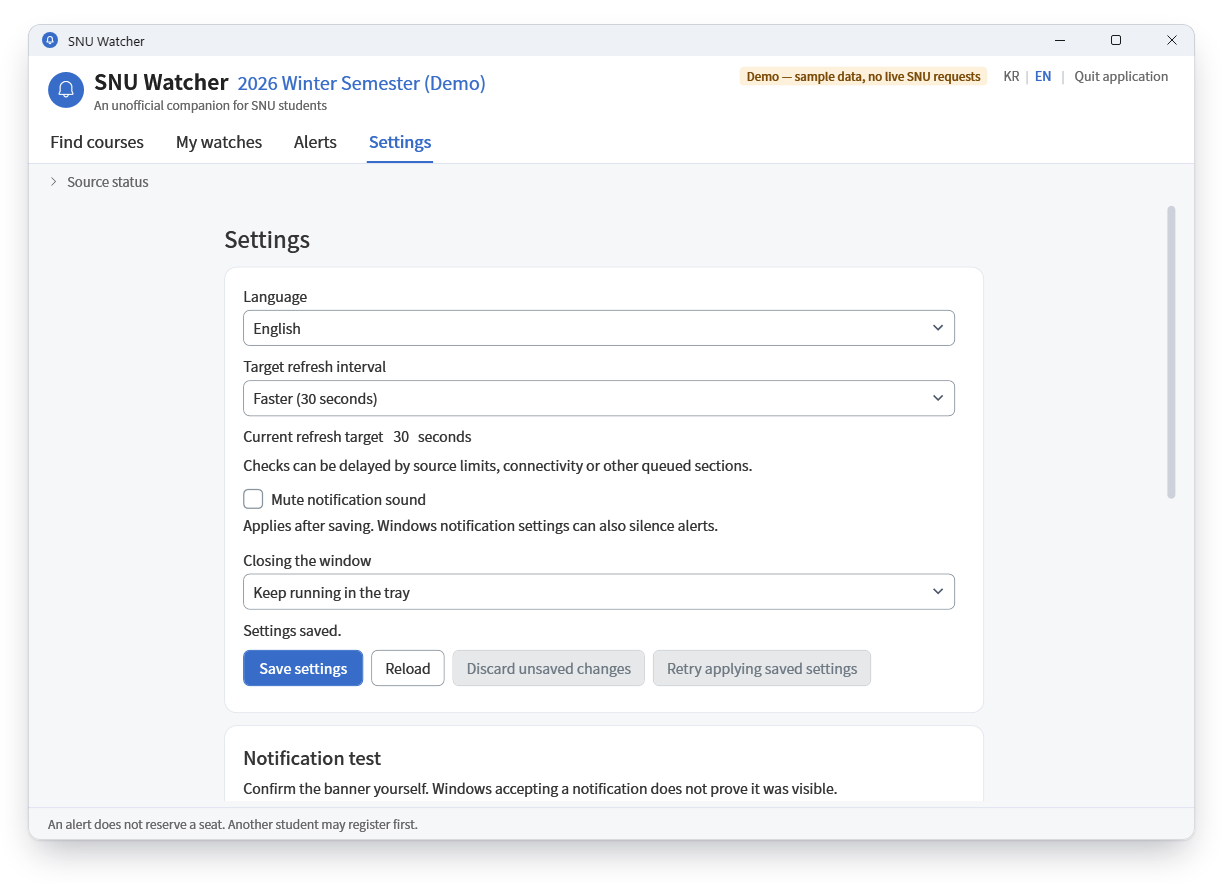 SNU Watcher
SNU Watcher 2026 Winter Semester (Demo)
An unofficial companion for SNU students
Demo — sample data, no live SNU requests
KR | EN | Quit application
Find courses My watches Alerts Settings
Source status
Settings
Language
English
Target refresh interval
Faster (30 seconds)
Current refresh target 30 seconds
Checks can be delayed by source limits, connectivity or other queued sections.
Mute notification sound
Applies after saving. Windows notification settings can also silence alerts.
Closing the window
Keep running in the tray
Settings saved.
Save settings Reload Discard unsaved changes Retry applying saved settings
Notification test
Confirm the banner yourself. Windows accepting a notification does not prove it was visible.
An alert does not reserve a seat. Another student may register first.